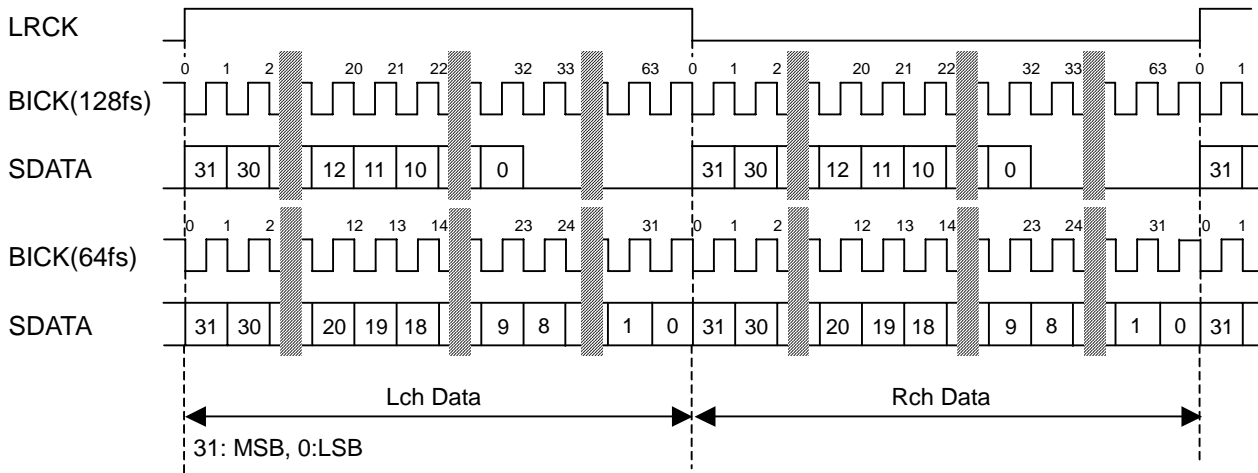 LRCK
0 1 2 20 21 22 32 33 63 0 1 2 20 21 22 32 33 63 0 1
BICK(128fs)
SDATA 31 30 12 11 10 0 31 30 12 11 10 0 31
0 1 2 12 13 14 23 24 31 0 1 2 12 13 14 23 24 31 0 1
BICK(64fs)
SDATA 31 30 20 19 18 9 8 1 0 31 30 20 19 18 9 8 1 0 31
Lch Data Rch Data
31: MSB, 0:LSB